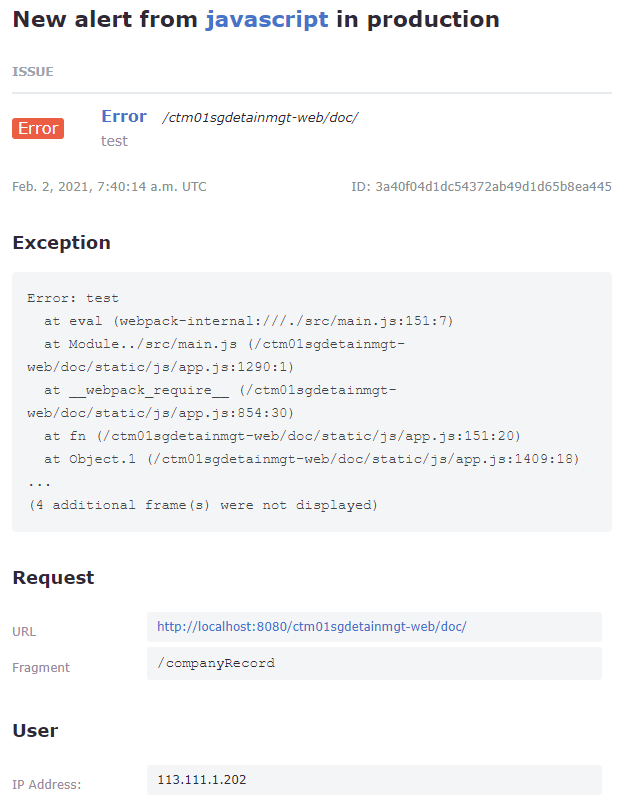 New alert from javascript in production
ISSUE
Error Error /ctm01sgdetainmgt-web/doc/
test
Feb. 2, 2021, 7:40:14 a.m. UTC ID: 3a40f04d1dc54372ab49d1d65b8ea445
Exception
Error: test
at eval (webpack-internal:///./src/main.js:151:7)
at Module../src/main.js (/ctm01sgdetainmgt-
web/doc/static/js/app.js:1290:1)
at __webpack_require__ (/ctm01sgdetainmgt-
web/doc/static/js/app.js:854:30)
at fn (/ctm01sgdetainmgt-web/doc/static/js/app.js:151:20)
at Object.1 (/ctm01sgdetainmgt-web/doc/static/js/app.js:1409:18)
...
(4 additional frame(s) were not displayed)
Request
URL http://localhost:8080/ctm01sgdetainmgt-web/doc/
Fragment /companyRecord
User
IP Address: 113.111.1.202